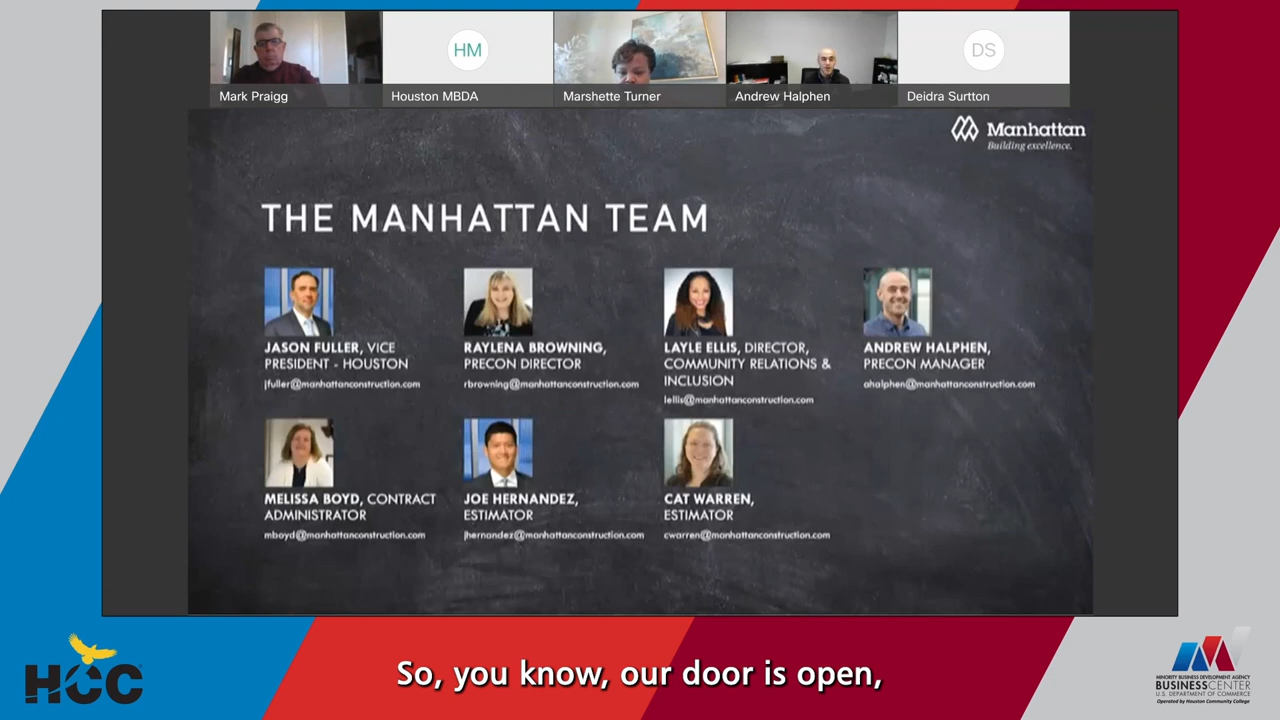 HM
DS
Mark Praigg
Houston MBDA
Marshette Turner
Andrew Halphen
Deidra Surtton
Manhattan
Building excellence.
THE MANHATTAN TEAM
JASON FULLER, VICE
PRESIDENT - HOUSTON
jfuller@manhattanconstruction.com
RAYLENA BROWNING,
PRECON DIRECTOR
rbrowning@manhattanconstruction.com
LAYLE ELLIS, DIRECTOR,
COMMUNITY RELATIONS &
INCLUSION
lellis@manhattanconstruction.com
ANDREW HALPHEN,
PRECON MANAGER
ahalphen@manhattanconstruction.com
MELISSA BOYD, CONTRACT
ADMINISTRATOR
mboyd@manhattanconstruction.com
JOE HERNANDEZ,
ESTIMATOR
jhernandez@manhattanconstruction.com
CAT WARREN,
ESTIMATOR
cwarren@manhattanconstruction.com
HCC
So, you know, our door is open,
MINORITY BUSINESS DEVELOPMENT AGENCY
BUSINESSCENTER
U.S. DEPARTMENT OF COMMERCE
Operated by Houston Community College